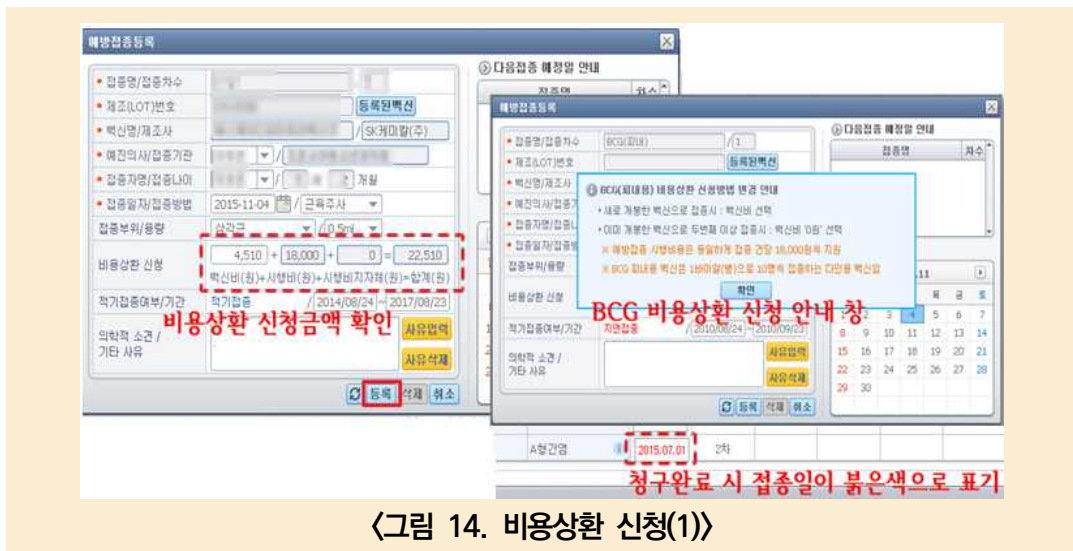 예방접종등록
접종명/접종차수
제조(LOT)번호
등록된백신
백신명/제조사
/ SK케미칼(주)
예진의사/접종기관
접종자명/접종나이
개월
접종일자/접종방법
2015-11-04 / 근육주사
접종부위/용량
삼각근 / 0.5ml
비용상환 신청
4,510 + 18,000 + 0 = 22,510
백신비(원)+시행비(원)+시행비지자체(원)=합계(원)
적기접종여부/기간
적기접종 / 2014/08/24 ~ 2017/08/23
비용상환 신청금액 확인
의학적 소견 /
기타 사유
사유입력
사유삭제
등록 삭제 취소
다음접종 예정일 안내
접종명 차수
예방접종등록
접종명/접종차수
BCG(피내) / 1
제조(LOT)번호
등록된백신
백신명/제조사
예진의사/접종기
접종자명/접종나
접종일자/접종방
접종부위/용량
비용상환 신청
BCG(피내용) 비용상환 신청방법 변경 안내
• 새로 개봉한 백신으로 접종시 : 백신비 선택
• 이미 개봉한 백신으로 두번째 이상 접종시 : 백신비 '0원' 선택
※ 예방접종 시행비용은 동일하게 접종 건당 18,000원씩 지원
※ BCG 피내용 백신은 1바이알(병)으로 10명씩 접종하는 다인용 백신임
확인
BCG 비용상환 신청 안내 창
적기접종여부/기간
지연접종 / 2010/08/24 ~ 2010/09/23
의학적 소견 /
기타 사유
사유입력
사유삭제
등록 삭제 취소
다음접종 예정일 안내
접종명 차수
.11
목 금 토
1 2 3 4 5 6 7
8 9 10 11 12 13 14
15 16 17 18 19 20 21
22 23 24 25 26 27 28
29 30
A형간염 2015.07.01 2차
청구완료 시 접종일이 붉은색으로 표기
〈그림 14. 비용상환 신청(1)〉